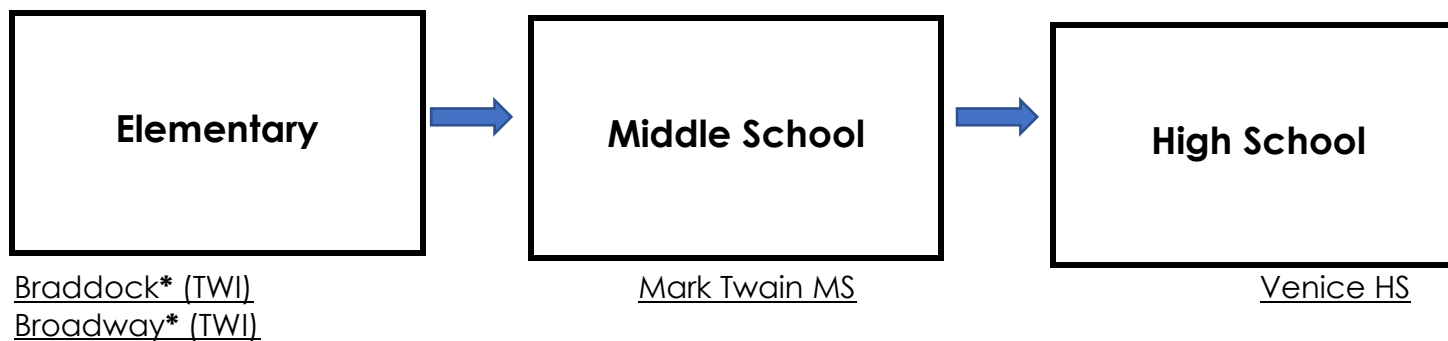 Elementary
Middle School
High School
Braddock* (TWI)
Mark Twain MS
Venice HS
Broadway* (TWI)